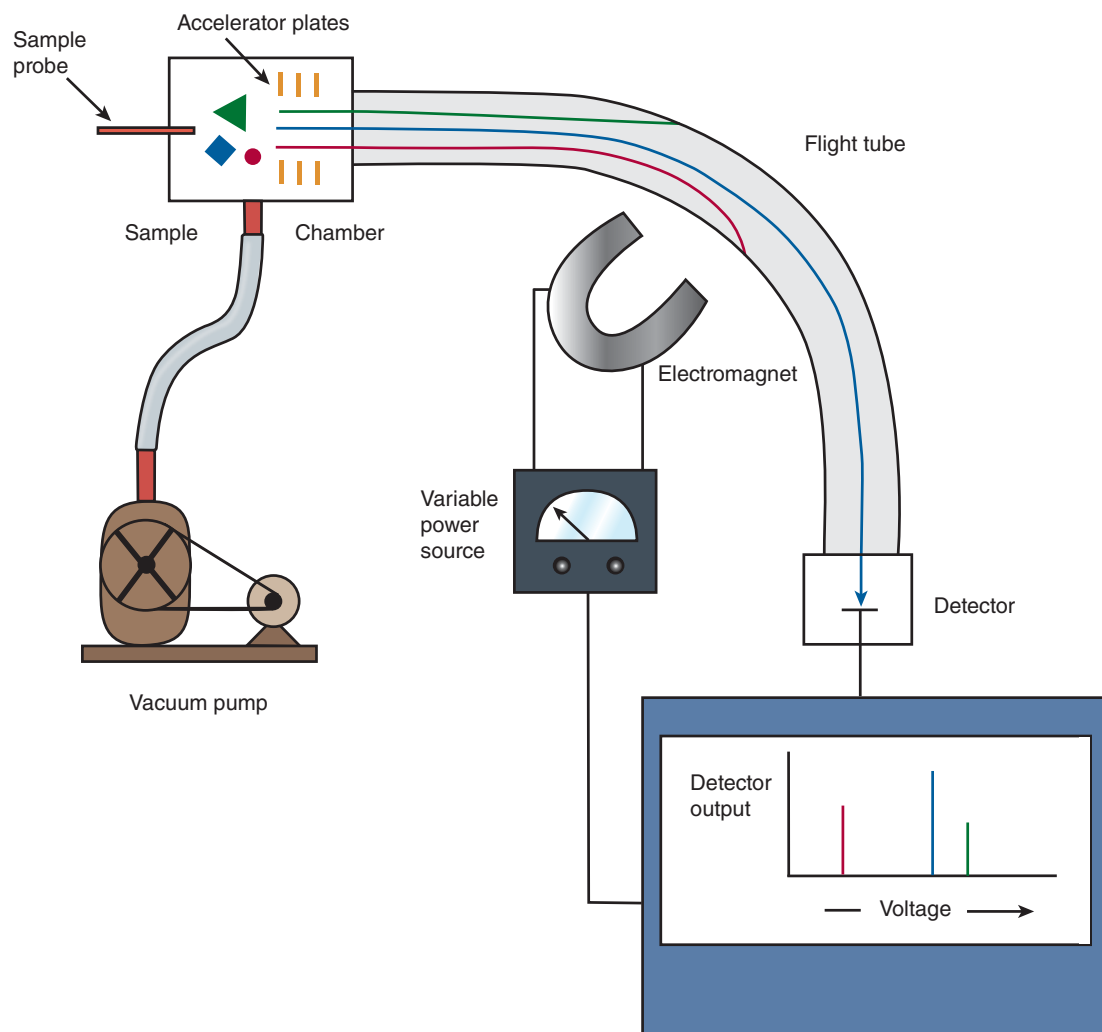 Accelerator plates
Sample
probe
Flight tube
Sample
Chamber
Electromagnet
Variable
power
source
Detector
Vacuum pump
Detector
output
Voltage